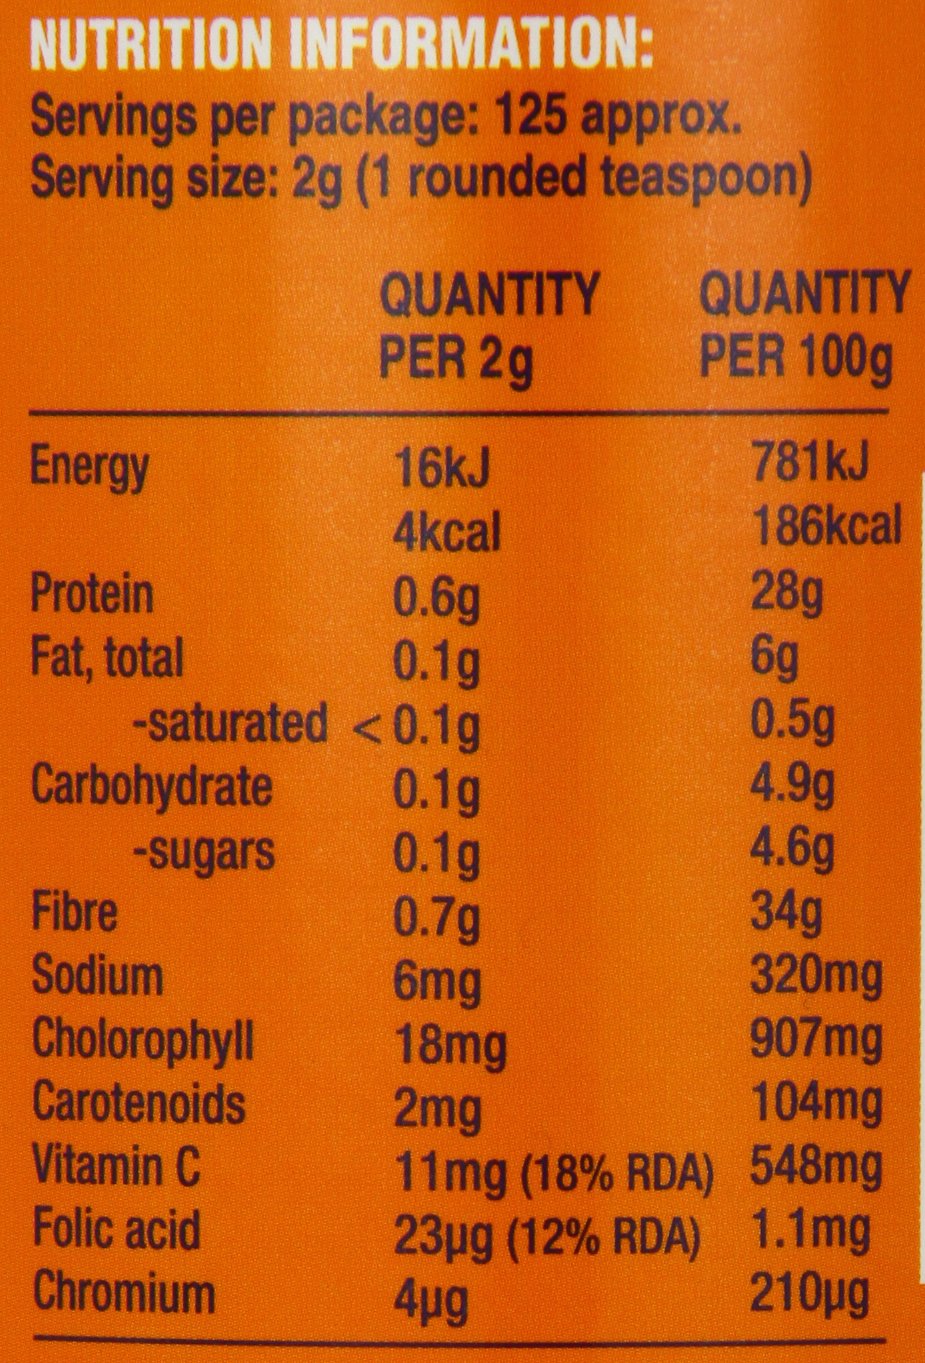 NUTRITION INFORMATION:
Servings per package: 125 approx.
Serving size: 2g (1 rounded teaspoon)
QUANTITY PER 2g QUANTITY PER 100g
Energy 16kJ 781kJ
4kcal 186kcal
Protein 0.6g 28g
Fat, total 0.1g 6g
-saturated <0.1g 0.5g
Carbohydrate 0.1g 4.9g
-sugars 0.1g 4.6g
Fibre 0.7g 34g
Sodium 6mg 320mg
Cholorophyll 18mg 907mg
Carotenoids 2mg 104mg
Vitamin C 11mg (18% RDA) 548mg
Folic acid 23µg (12% RDA) 1.1mg
Chromium 4µg 210µg